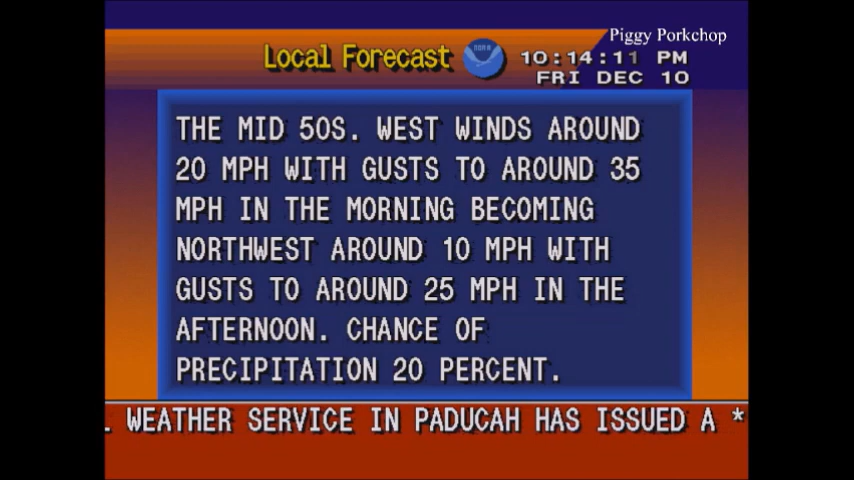 Piggy Porkchop
Local Forecast
NOAA
10:14:11 PM
FRI DEC 10
THE MID 50S. WEST WINDS AROUND
20 MPH WITH GUSTS TO AROUND 35
MPH IN THE MORNING BECOMING
NORTHWEST AROUND 10 MPH WITH
GUSTS TO AROUND 25 MPH IN THE
AFTERNOON. CHANCE OF
PRECIPITATION 20 PERCENT.
WEATHER SERVICE IN PADUCAH HAS ISSUED A *